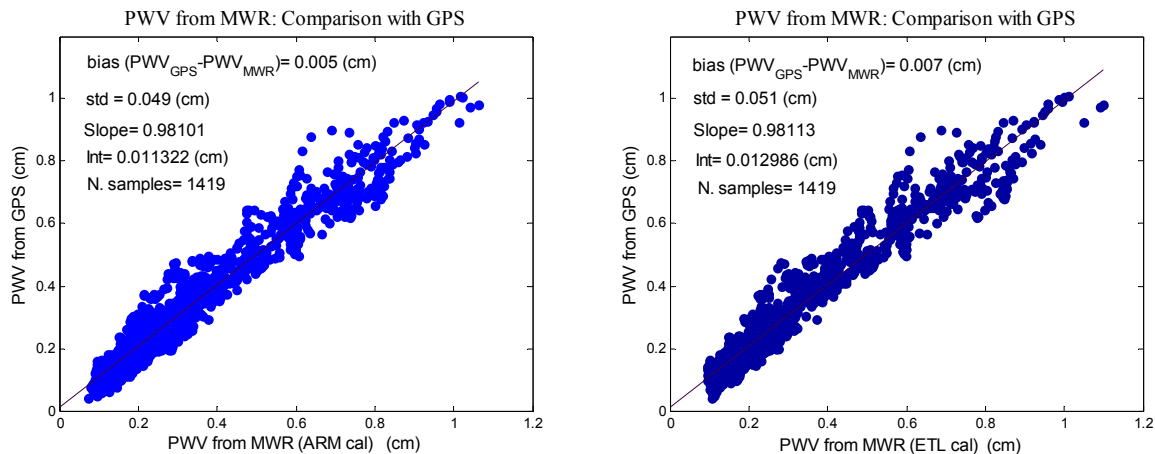 PWV from MWR: Comparison with GPS
bias (PWV_GPS-PWV_MWR)= 0.005 (cm)
std = 0.049 (cm)
Slope= 0.98101
Int= 0.011322 (cm)
N. samples= 1419
PWV from GPS (cm)
1
0.8
0.6
0.4
0.2
0
0 0.2 0.4 0.6 0.8 1 1.2
PWV from MWR (ARM cal) (cm)
PWV from MWR: Comparison with GPS
bias (PWV_GPS-PWV_MWR)= 0.007 (cm)
std = 0.051 (cm)
Slope= 0.98113
Int= 0.012986 (cm)
N. samples= 1419
PWV from GPS (cm)
1
0.8
0.6
0.4
0.2
0
0 0.2 0.4 0.6 0.8 1 1.2
PWV from MWR (ETL cal) (cm)